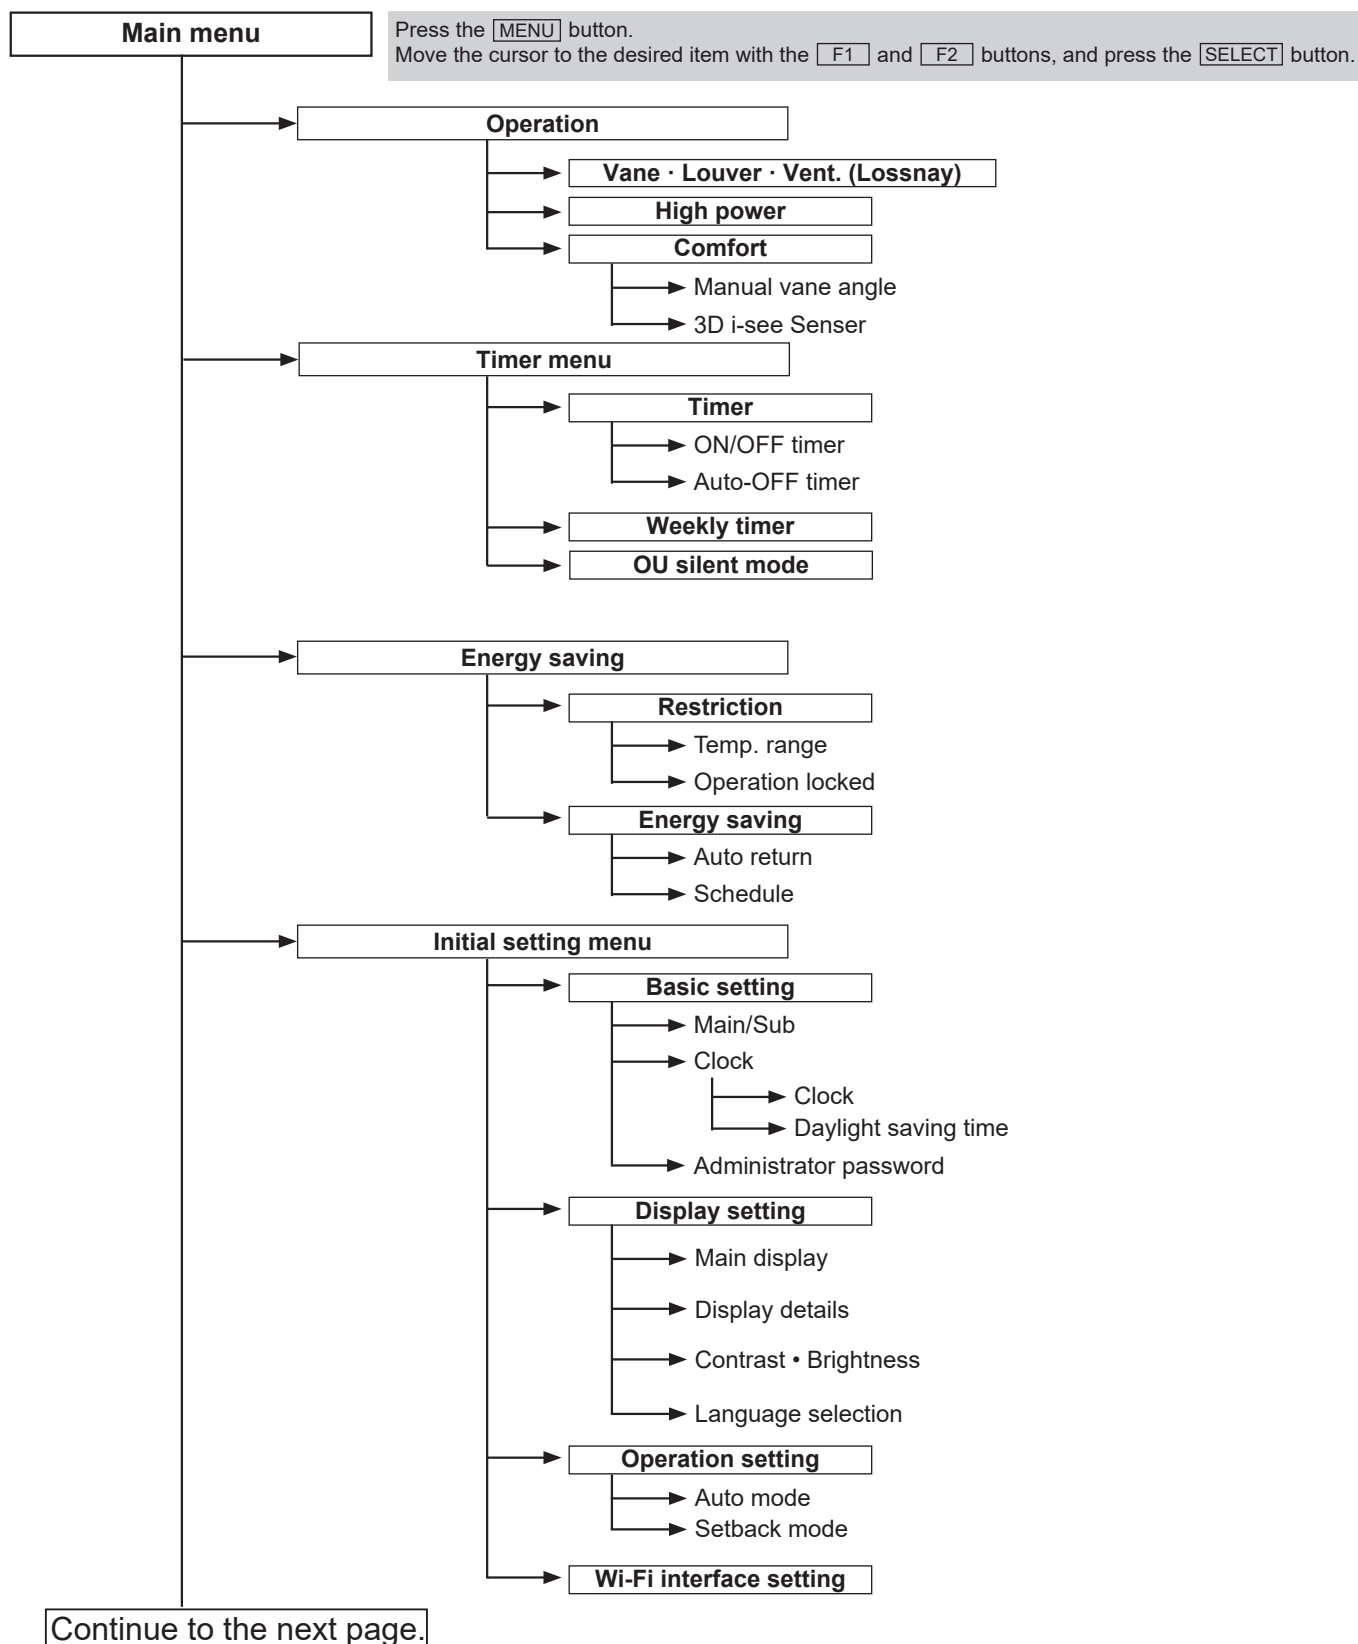 Main menu
Press the MENU button.
Move the cursor to the desired item with the F1 and F2 buttons, and press the SELECT button.
Operation
Vane · Louver · Vent. (Lossnay)
High power
Comfort
Manual vane angle
3D i-see Senser
Timer menu
Timer
ON/OFF timer
Auto-OFF timer
Weekly timer
OU silent mode
Energy saving
Restriction
Temp. range
Operation locked
Energy saving
Auto return
Schedule
Initial setting menu
Basic setting
Main/Sub
Clock
Clock
Daylight saving time
Administrator password
Display setting
Main display
Display details
Contrast • Brightness
Language selection
Operation setting
Auto mode
Setback mode
Wi-Fi interface setting
Continue to the next page.